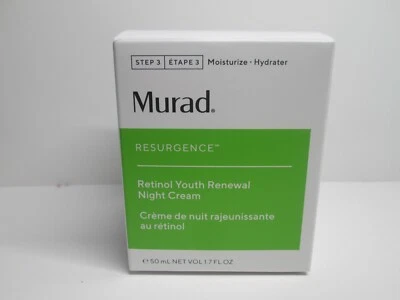 STEP 3 ÉTAPE 3 Moisturize · Hydrater
Murad.
RESURGENCE™
Retinol Youth Renewal
Night Cream
Crème de nuit rajeunissante
au rétinol
℮ 50 mL NET VOL 1.7 FL OZ.